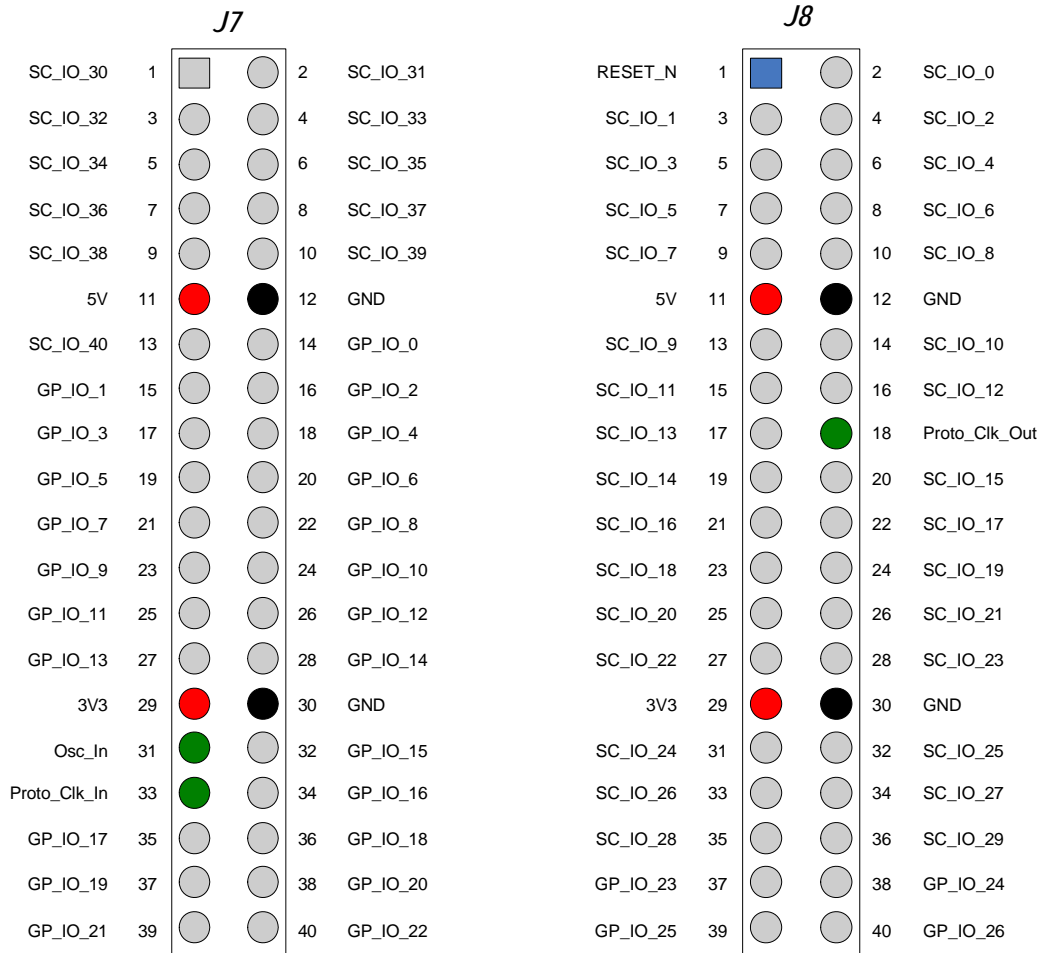 J7 J8
SC_IO_30 1 2 SC_IO_31 RESET_N 1 2 SC_IO_0
SC_IO_32 3 4 SC_IO_33 SC_IO_1 3 4 SC_IO_2
SC_IO_34 5 6 SC_IO_35 SC_IO_3 5 6 SC_IO_4
SC_IO_36 7 8 SC_IO_37 SC_IO_5 7 8 SC_IO_6
SC_IO_38 9 10 SC_IO_39 SC_IO_7 9 10 SC_IO_8
5V 11 12 GND 5V 11 12 GND
SC_IO_40 13 14 GP_IO_0 SC_IO_9 13 14 SC_IO_10
GP_IO_1 15 16 GP_IO_2 SC_IO_11 15 16 SC_IO_12
GP_IO_3 17 18 GP_IO_4 SC_IO_13 17 18 Proto_Clk_Out
GP_IO_5 19 20 GP_IO_6 SC_IO_14 19 20 SC_IO_15
GP_IO_7 21 22 GP_IO_8 SC_IO_16 21 22 SC_IO_17
GP_IO_9 23 24 GP_IO_10 SC_IO_18 23 24 SC_IO_19
GP_IO_11 25 26 GP_IO_12 SC_IO_20 25 26 SC_IO_21
GP_IO_13 27 28 GP_IO_14 SC_IO_22 27 28 SC_IO_23
3V3 29 30 GND 3V3 29 30 GND
Osc_In 31 32 GP_IO_15 SC_IO_24 31 32 SC_IO_25
Proto_Clk_In 33 34 GP_IO_16 SC_IO_26 33 34 SC_IO_27
GP_IO_17 35 36 GP_IO_18 SC_IO_28 35 36 SC_IO_29
GP_IO_19 37 38 GP_IO_20 GP_IO_23 37 38 GP_IO_24
GP_IO_21 39 40 GP_IO_22 GP_IO_25 39 40 GP_IO_26